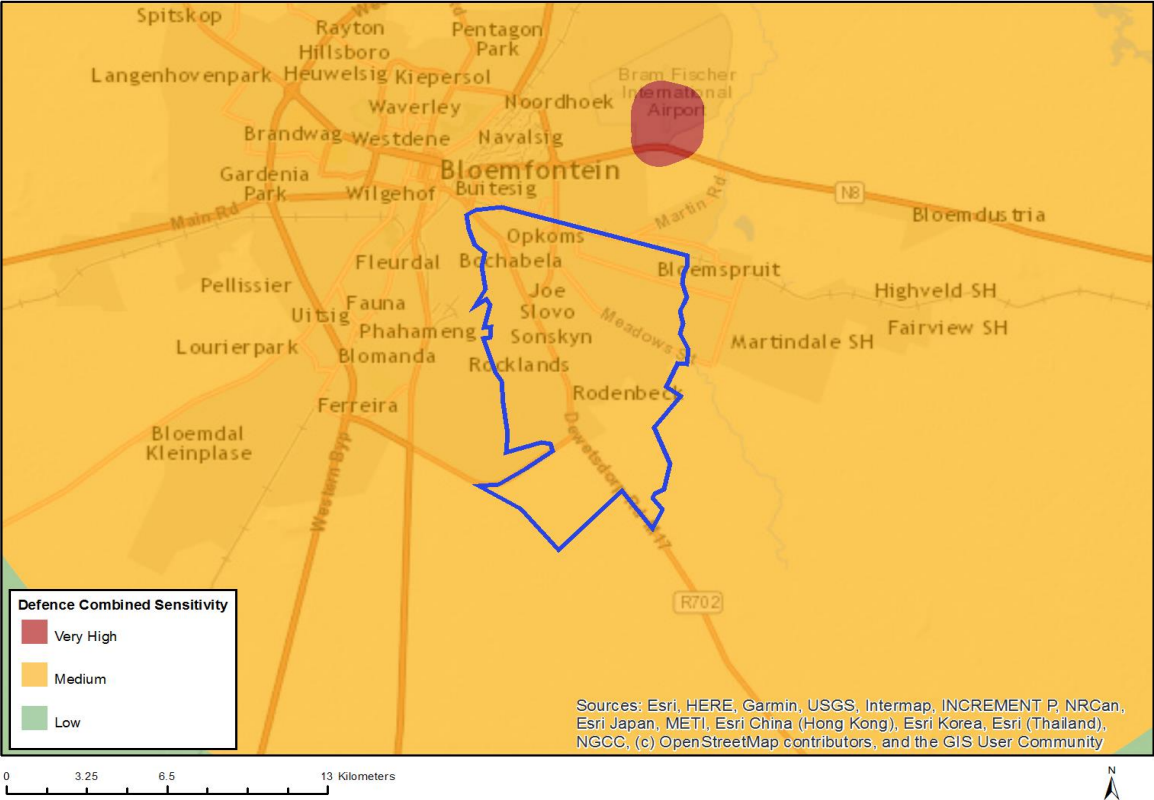 Spitskop
We
Rd
Rayton
Pentagon
Park
Hillsboro
Langenhovenpark
Heuwelsig
Kiepersol
Bram Fischer
International
Airport
Waverley
Noordhoek
Brandwag
Westdene
Navalsig
Bloemfontein
Gardenia
Park
Wilgehof
Buitesig
N8
Main Rd
Martin Rd
Bloemdustria
Opkoms
Fleurdal
Bochabela
Bloemspruit
Pellissier
Joe
Slovo
Highveld SH
Fauna
Uitsig
Phahameng
Sonskyn
Meadows St
Fairview SH
Martindale SH
Lourierpark
Blomanda
Rocklands
Rodenbeck
Ferreira
Bloemdal
Kleinplase
Western Byp
Dewetsdorp Rd M17
R702
Defence Combined Sensitivity
Very High
Medium
Low
Sources: Esri, HERE, Garmin, USGS, Intermap, INCREMENT P, NRCan,
Esri Japan, METI, Esri China (Hong Kong), Esri Korea, Esri (Thailand),
NGCC, (c) OpenStreetMap contributors, and the GIS User Community
0 3.25 6.5 13 Kilometers
N